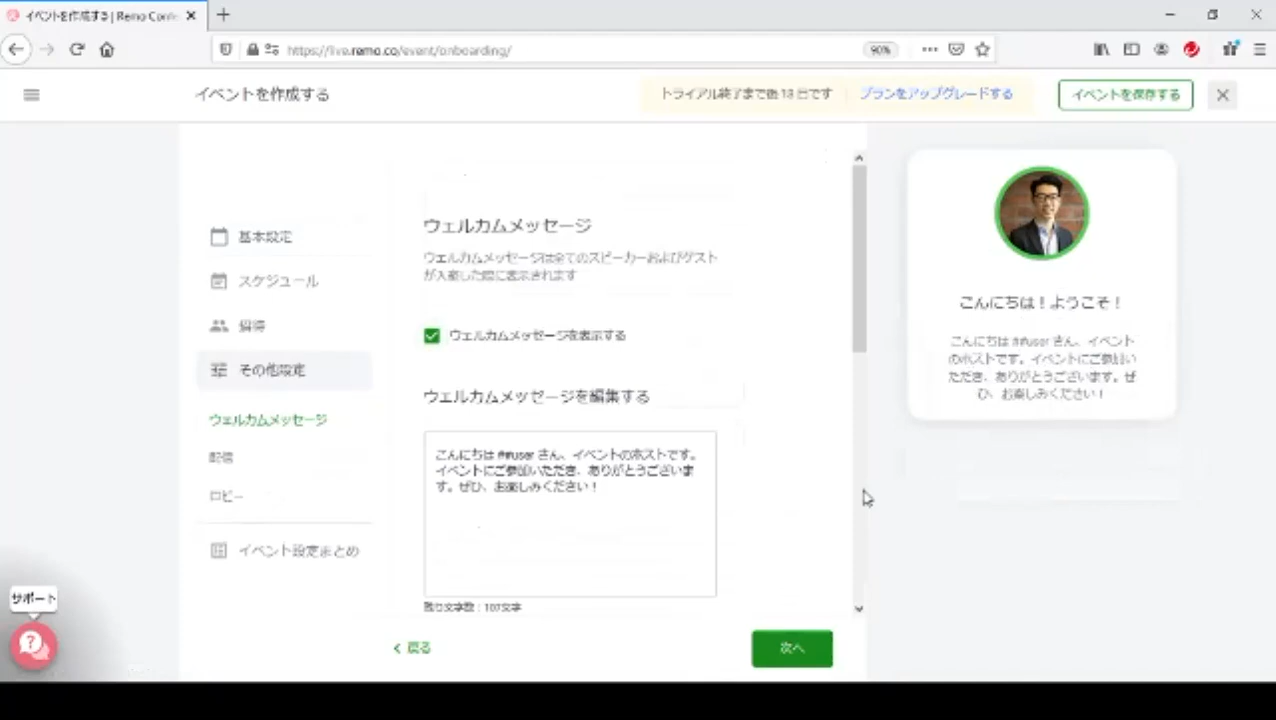 イベントを作成する | Remo Confe
https://live.remo.co/event/onboarding/
90%
イベントを作成する
トライアル終了まで後 13 日です
プランをアップグレードする
イベントを保存する
基本設定
スケジュール
招待
その他設定
ウェルカムメッセージ
配信
ロビー
イベント設定まとめ
ウェルカムメッセージ
ウェルカムメッセージは全てのスピーカーおよびゲスト
が入室した際に表示されます
ウェルカムメッセージを表示する
ウェルカムメッセージを編集する
こんにちは ##user さん、イベントのホストです。
イベントにご参加いただき、ありがとうございま
す。ぜひ、お楽しみください！
残り文字数：107文字
戻る
次へ
こんにちは！ようこそ！
こんにちは ##user さん、イベント
のホストです。イベントにご参加い
ただき、ありがとうございます。ぜ
ひ、お楽しみください！
サポート